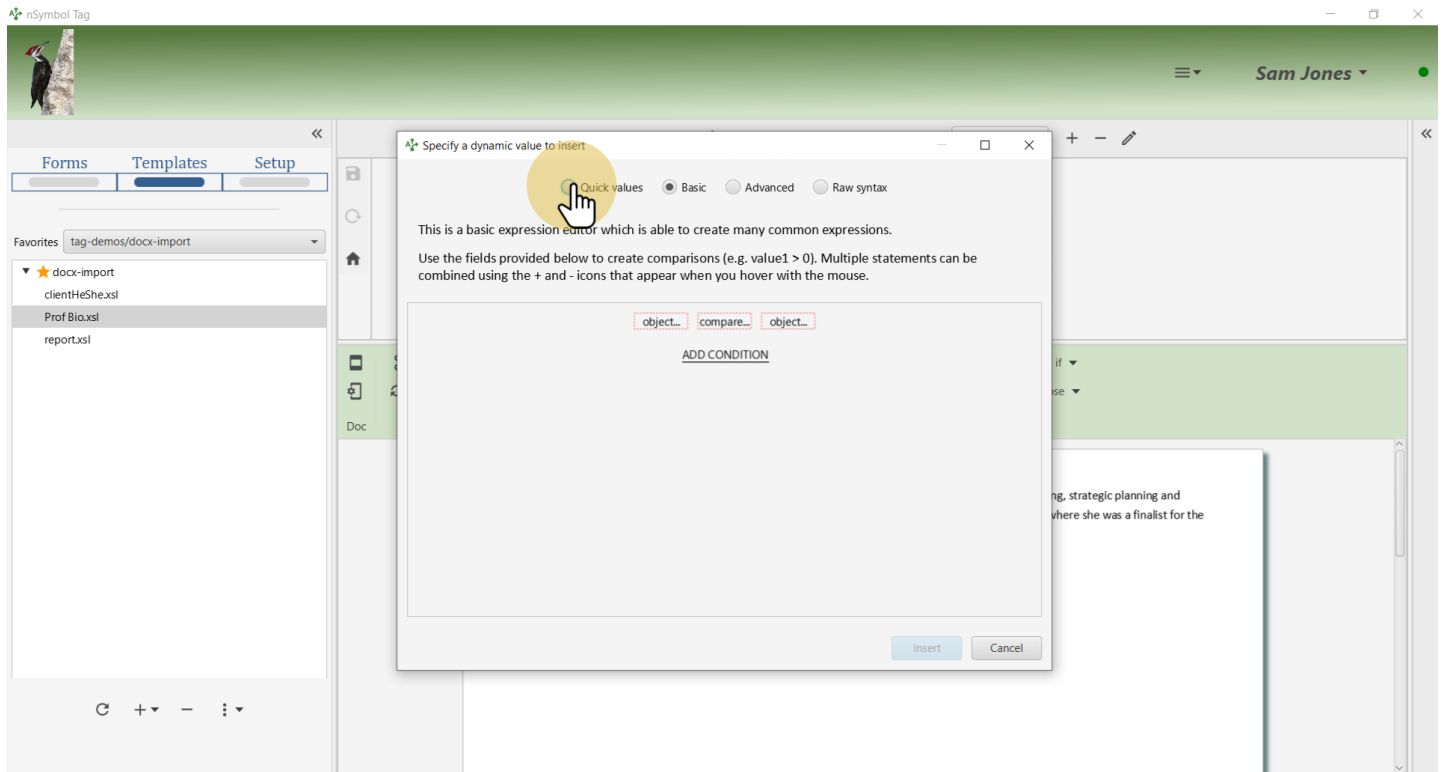 nSymbol Tag
Sam Jones
Forms Templates Setup
Favorites tag-demos/docx-import
docx-import
clientHeShe.xsl
Prof Bio.xsl
report.xsl
Specify a dynamic value to insert
Quick values Basic Advanced Raw syntax
This is a basic expression editor which is able to create many common expressions.
Use the fields provided below to create comparisons (e.g. value1 > 0). Multiple statements can be
combined using the + and - icons that appear when you hover with the mouse.
object... compare... object...
ADD CONDITION
Insert Cancel
if
Doc
ng, strategic planning and
where she was a finalist for the